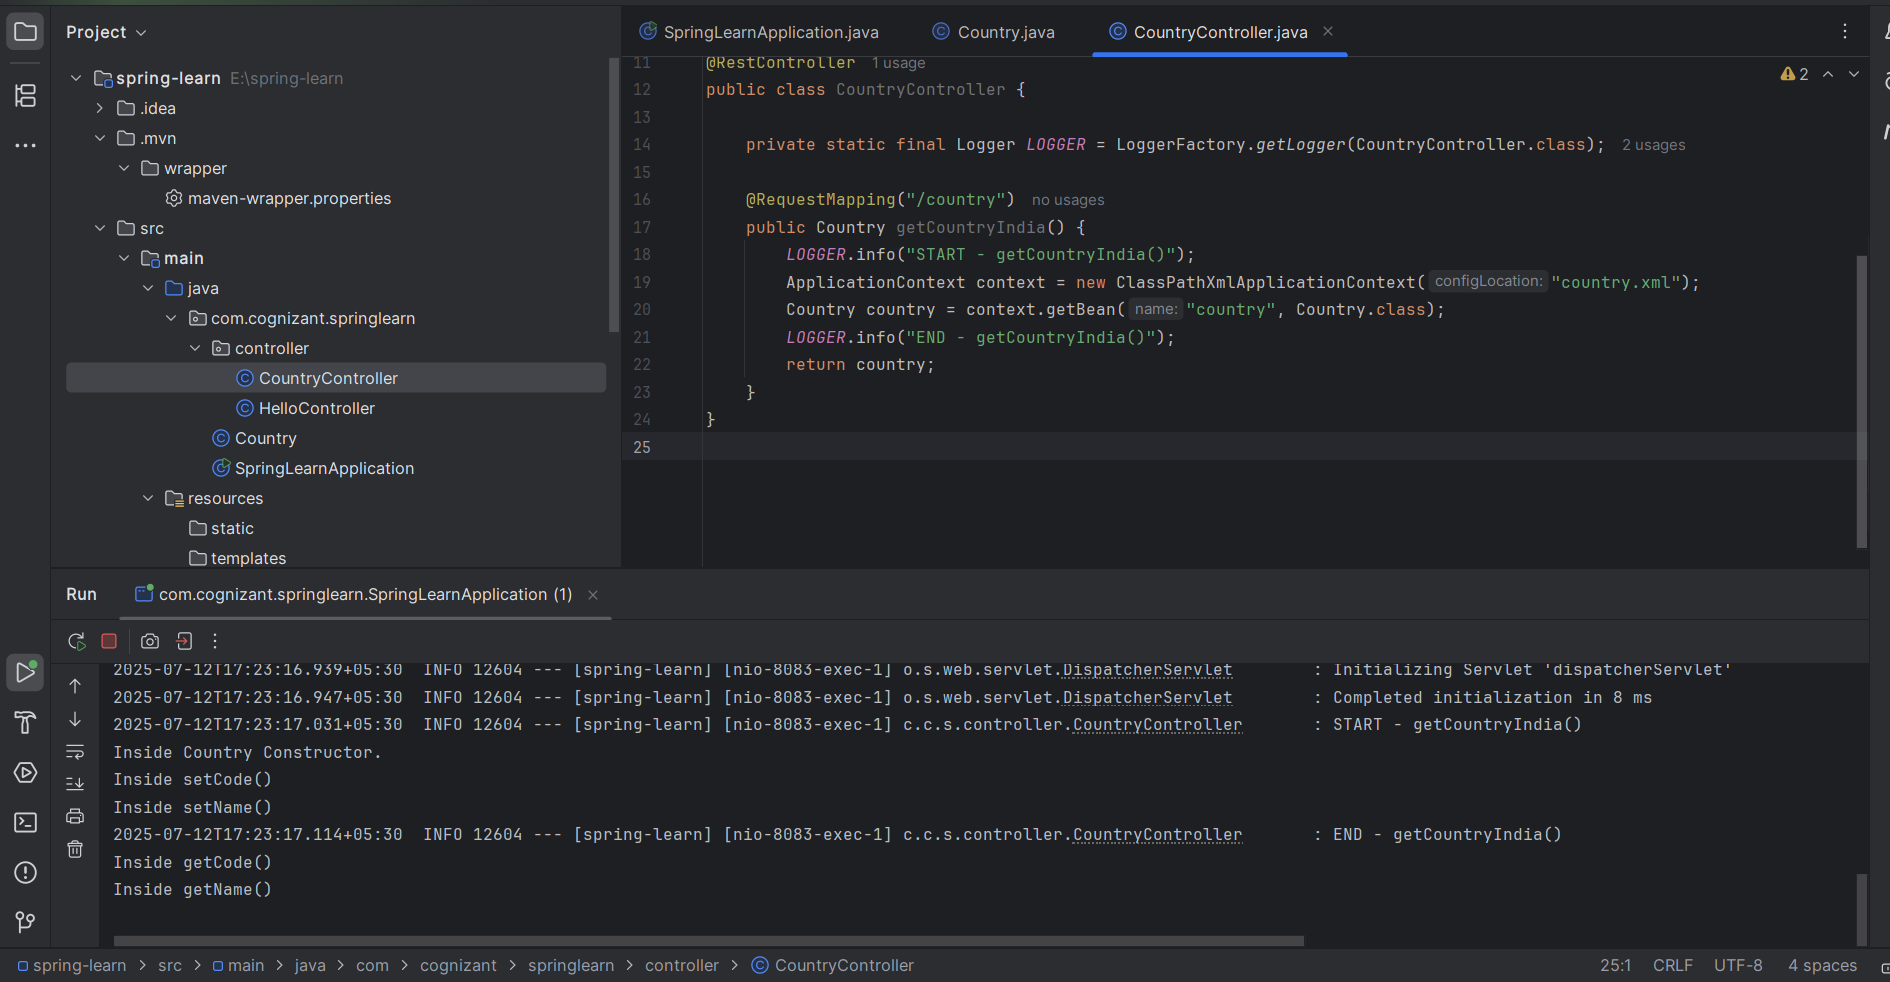 Project
spring-learn E:\spring-learn
.idea
.mvn
wrapper
maven-wrapper.properties
src
main
java
com.cognizant.springlearn
controller
CountryController
HelloController
Country
SpringLearnApplication
resources
static
templates
SpringLearnApplication.java Country.java CountryController.java
2
11 @RestController 1 usage
12 public class CountryController {
13
14 private static final Logger LOGGER = LoggerFactory.getLogger(CountryController.class); 2 usages
15
16 @RequestMapping("/country") no usages
17 public Country getCountryIndia() {
18 LOGGER.info("START - getCountryIndia()");
19 ApplicationContext context = new ClassPathXmlApplicationContext( configLocation: "country.xml");
20 Country country = context.getBean( name: "country", Country.class);
21 LOGGER.info("END - getCountryIndia()");
22 return country;
23 }
24 }
25
Run com.cognizant.springlearn.SpringLearnApplication (1)
2025-07-12T17:23:16.939+05:30 INFO 12604 --- [spring-learn] [nio-8083-exec-1] o.s.web.servlet.DispatcherServlet : Initializing Servlet 'dispatcherServlet'
2025-07-12T17:23:16.947+05:30 INFO 12604 --- [spring-learn] [nio-8083-exec-1] o.s.web.servlet.DispatcherServlet : Completed initialization in 8 ms
2025-07-12T17:23:17.031+05:30 INFO 12604 --- [spring-learn] [nio-8083-exec-1] c.c.s.controller.CountryController : START - getCountryIndia()
Inside Country Constructor.
Inside setCode()
Inside setName()
2025-07-12T17:23:17.114+05:30 INFO 12604 --- [spring-learn] [nio-8083-exec-1] c.c.s.controller.CountryController : END - getCountryIndia()
Inside getCode()
Inside getName()
spring-learn > src > main > java > com > cognizant > springlearn > controller > CountryController
25:1 CRLF UTF-8 4 spaces